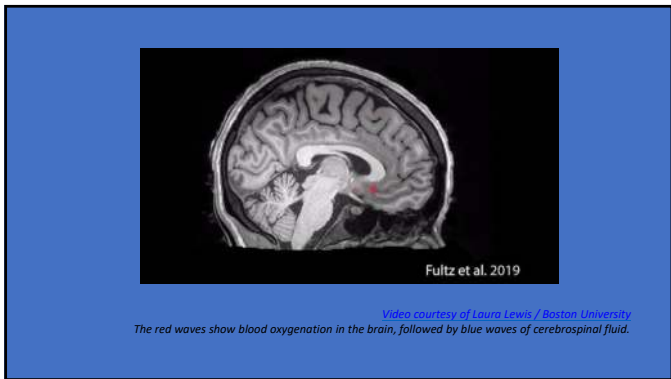 Fultz et al. 2019
Video courtesy of Laura Lewis / Boston University
The red waves show blood oxygenation in the brain, followed by blue waves of cerebrospinal fluid.